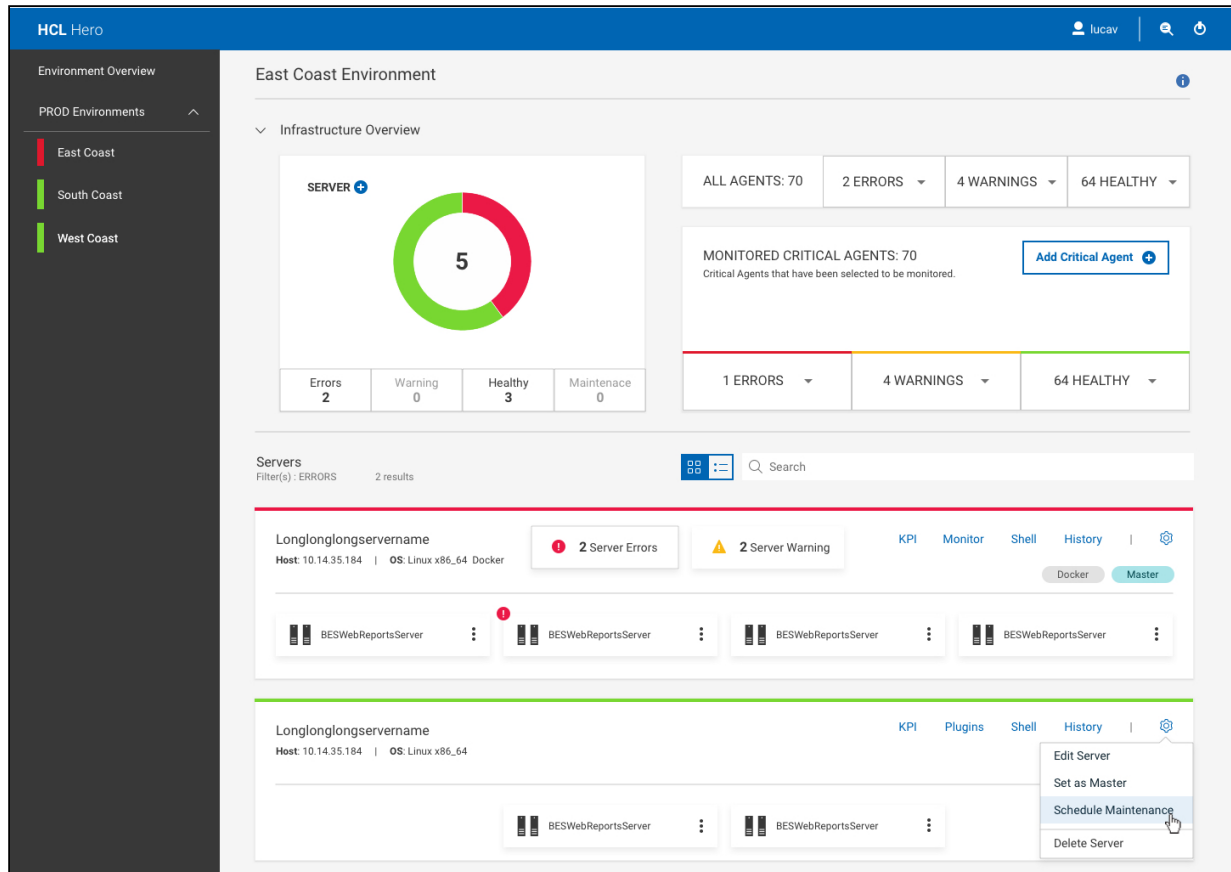 HCL Hero
lucav
Environment Overview
PROD Environments
East Coast
South Coast
West Coast
East Coast Environment
Infrastructure Overview
SERVER
5
Errors
2
Warning
0
Healthy
3
Maintenace
0
ALL AGENTS: 70
2 ERRORS
4 WARNINGS
64 HEALTHY
MONITORED CRITICAL AGENTS: 70
Critical Agents that have been selected to be monitored.
Add Critical Agent
1 ERRORS
4 WARNINGS
64 HEALTHY
Servers
Filter(s) : ERRORS 2 results
Search
Longlonglongservername
Host: 10.14.35.184 | OS: Linux x86_64 Docker
2 Server Errors
2 Server Warning
KPI Monitor Shell History |
Docker Master
BESWebReportsServer
BESWebReportsServer
BESWebReportsServer
BESWebReportsServer
Longlonglongservername
Host: 10.14.35.184 | OS: Linux x86_64
KPI Plugins Shell History |
Edit Server
Set as Master
Schedule Maintenance
Delete Server
BESWebReportsServer
BESWebReportsServer